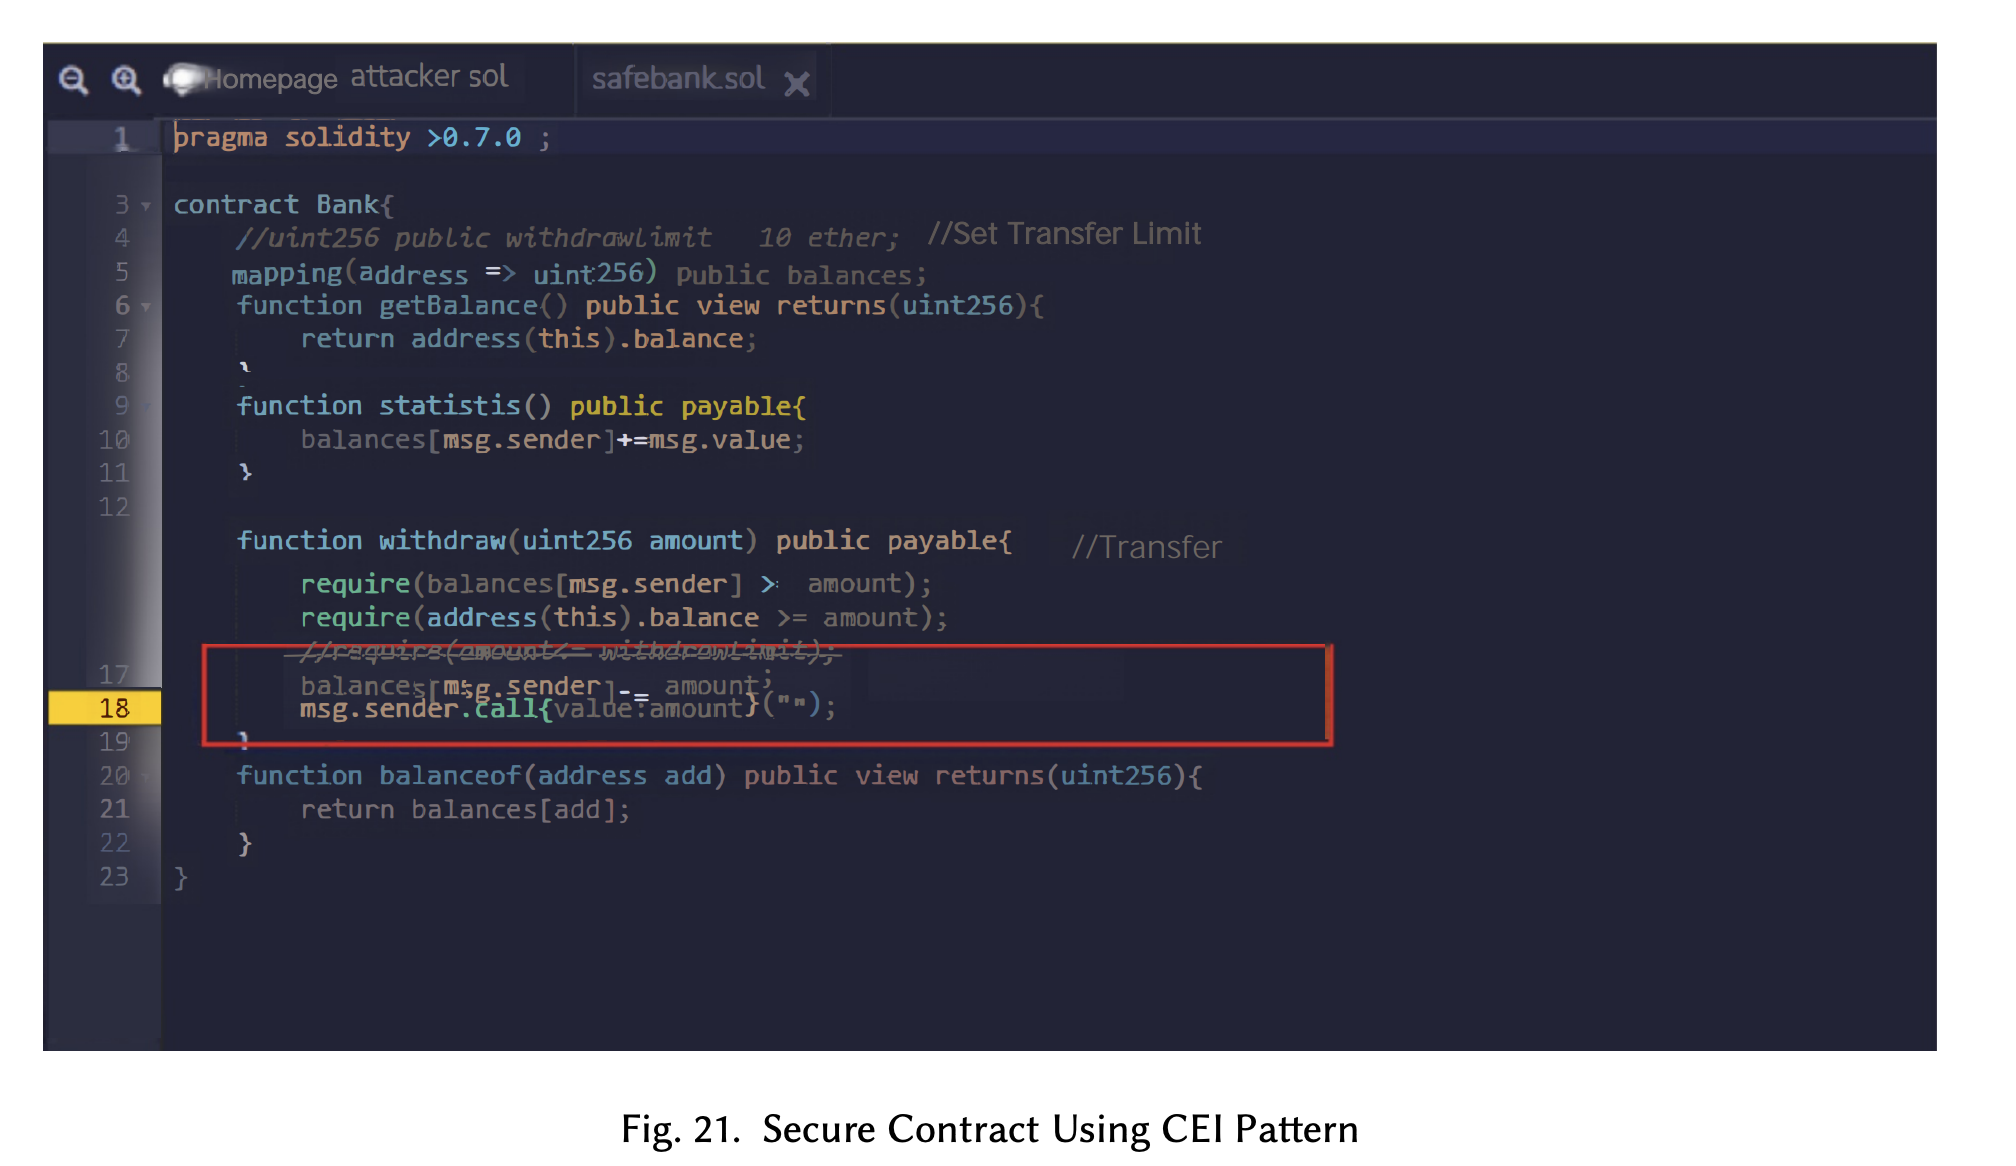 Homepage attacker sol safebank.sol
1 pragma solidity >0.7.0 ;
3 contract Bank{
4 //uint256 public withdrawlimit 10 ether; //Set Transfer Limit
5 mapping(address => uint256) public balances;
6 function getBalance() public view returns(uint256){
7 return address(this).balance;
8 }
9 function statistis() public payable{
10 balances[msg.sender]+=msg.value;
11 }
12
function withdraw(uint256 amount) public payable{ //Transfer
require(balances[msg.sender] > amount);
require(address(this).balance >= amount);
//require(amount<= withdrawlimit);
17 balances[msg.sender]-= amount;
18 msg.sender.call{value:amount}("");
19 }
20 function balanceof(address add) public view returns(uint256){
21 return balances[add];
22 }
23 }
Fig. 21. Secure Contract Using CEI Pattern